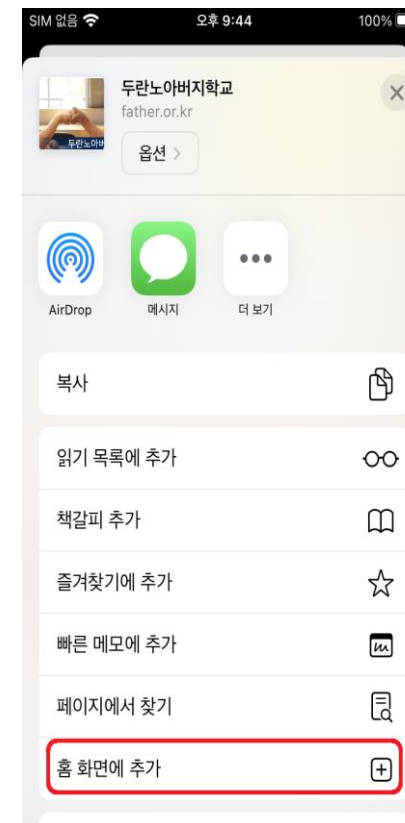 SIM 없음 오후 9:44 100%
두란노아버지학교
father.or.kr
두란노아버
옵션 >
AirDrop 메시지 더 보기
복사
읽기 목록에 추가
책갈피 추가
즐겨찾기에 추가
빠른 메모에 추가
페이지에서 찾기
홈 화면에 추가